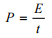 P = E/t